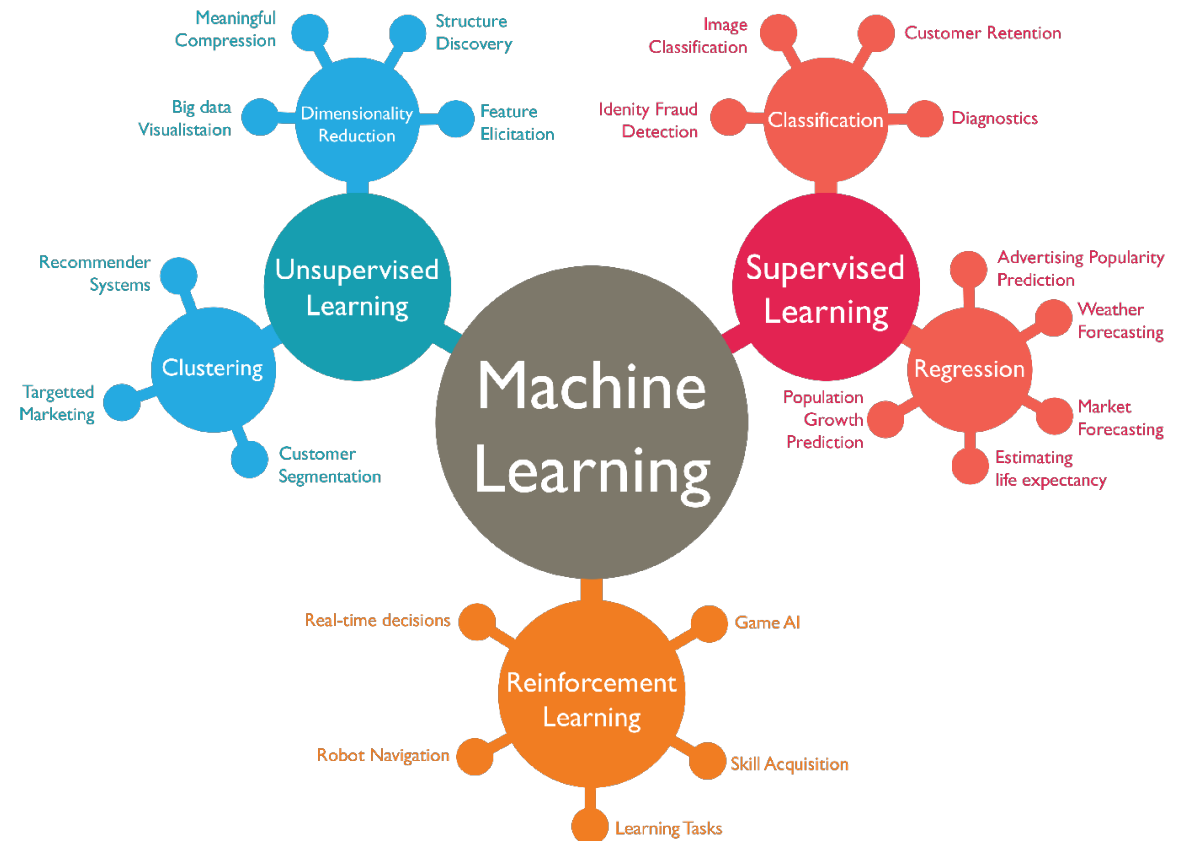 Meaningful
Compression
Structure
Discovery
Big data
Visualistaion
Dimensionality
Reduction
Feature
Elicitation
Image
Classification
Customer Retention
Idenity Fraud
Detection
Classification
Diagnostics
Recommender
Systems
Unsupervised
Learning
Clustering
Targetted
Marketing
Customer
Segmentation
Machine
Learning
Supervised
Learning
Advertising Popularity
Prediction
Weather
Forecasting
Regression
Population
Growth
Prediction
Market
Forecasting
Estimating
life expectancy
Real-time decisions
Game AI
Reinforcement
Learning
Robot Navigation
Skill Acquisition
Learning Tasks